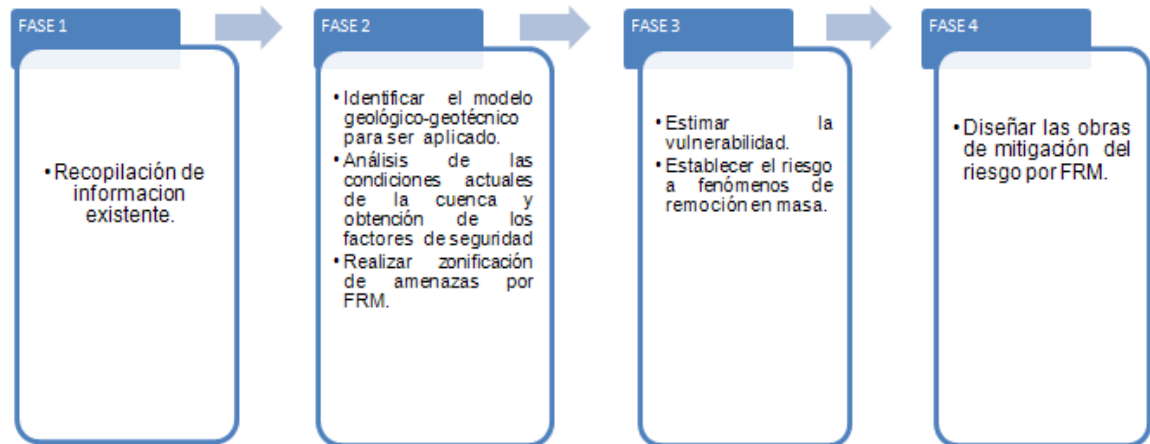 FASE 1
• Recopilación de
informacion
existente.
FASE 2
• Identificar el modelo
geológico-geotécnico
para ser aplicado.
• Análisis de las
condiciones actuales
de la cuenca y
obtención de los
factores de seguridad
• Realizar zonificación
de amenazas por
FRM.
FASE 3
• Estimar la
vulnerabilidad.
• Establecer el riesgo
a fenómenos de
remoción en masa.
FASE 4
• Diseñar las obras
de mitigación del
riesgo por FRM.